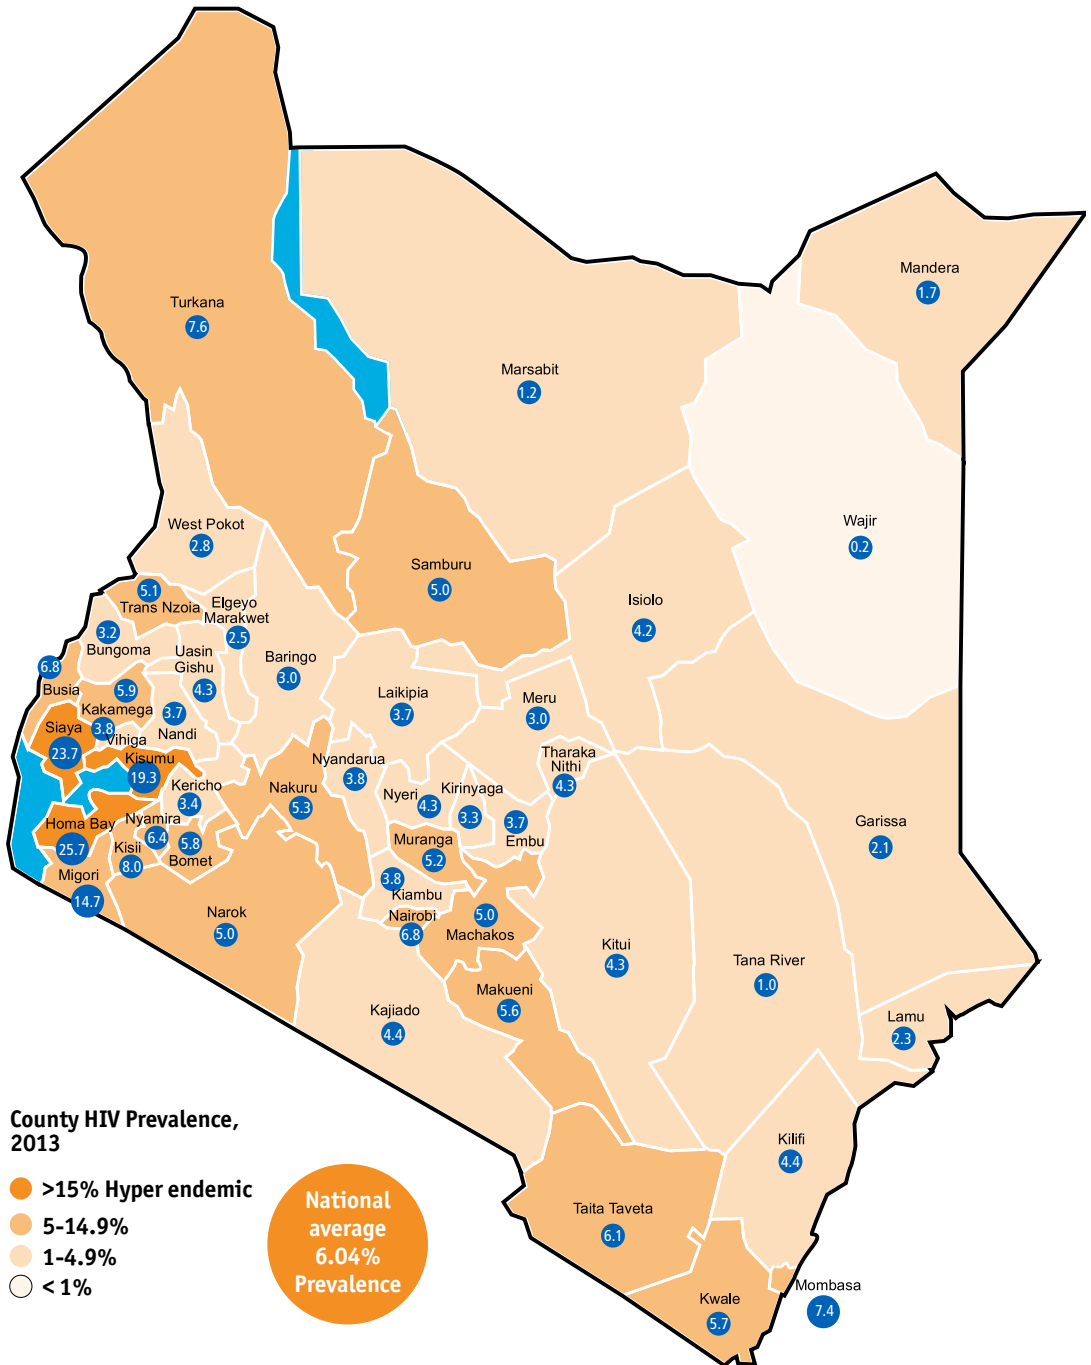 Turkana
7.6
Marsabit
1.2
Mandera
1.7
Wajir
0.2
West Pokot
2.8
Samburu
5.0
Isiolo
4.2
5.1
Trans Nzoia
Elgeyo
Marakwet
2.5
3.2
Bungoma
Uasin
Gishu
4.3
Baringo
3.0
6.8
Busia
5.9
Kakamega
3.7
Nandi
Laikipia
3.7
Meru
3.0
Siaya
23.7
3.8
Vihiga
Kisumu
19.3
Kericho
3.4
Nakuru
5.3
Nyandarua
3.8
Nyeri
4.3
Kirinyaga
3.3
3.7
Embu
Tharaka
Nithi
4.3
Garissa
2.1
Homa Bay
25.7
Nyamira
6.4
Kisii
8.0
5.8
Bomet
Muranga
5.2
Migori
14.7
3.8
Kiambu
Nairobi
6.8
5.0
Machakos
Narok
5.0
Kitui
4.3
Tana River
1.0
Makueni
5.6
Kajiado
4.4
Lamu
2.3
Kilifi
4.4
Taita Taveta
6.1
Kwale
5.7
Mombasa
7.4
County HIV Prevalence,
2013
>15% Hyper endemic
5-14.9%
1-4.9%
< 1%
National
average
6.04%
Prevalence